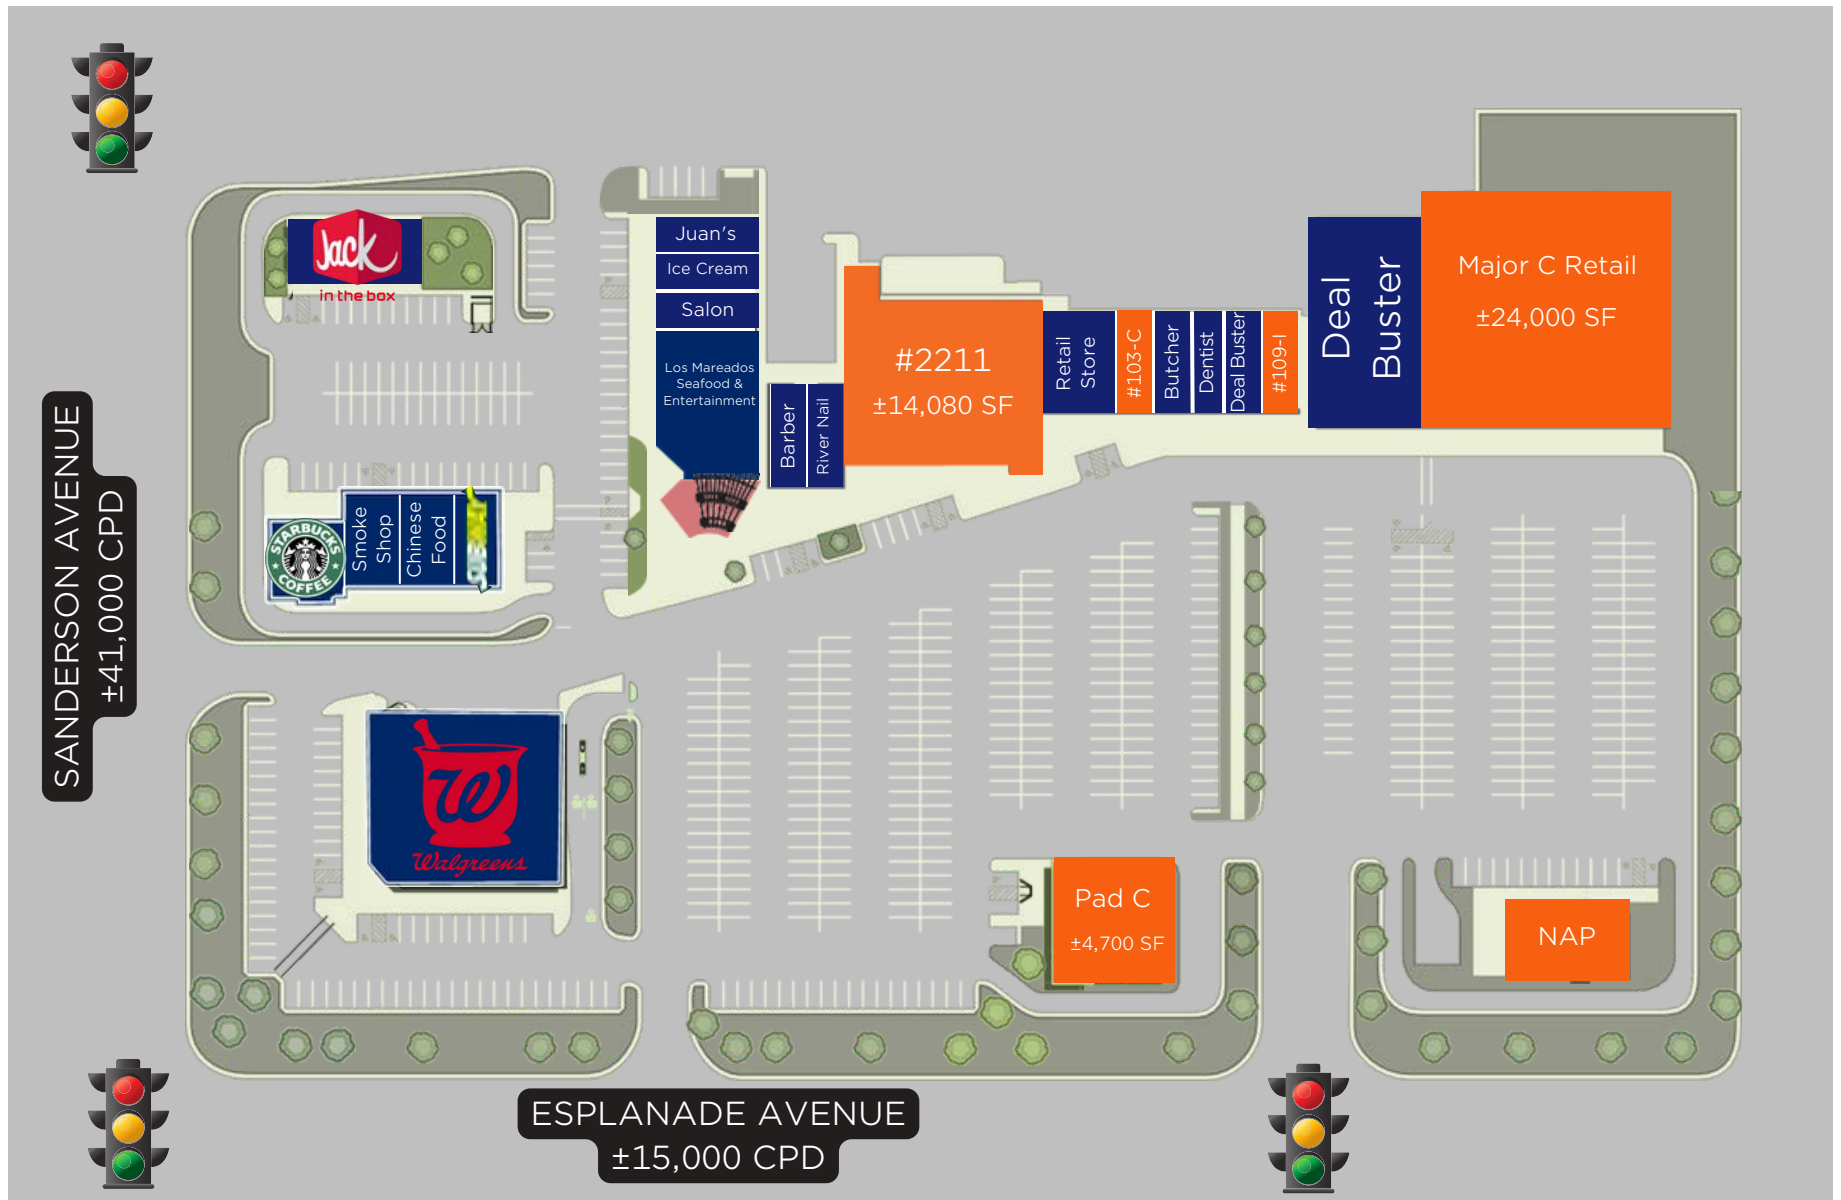 Jack
in the box
Juan's
Ice Cream
Salon
Los Mareados
Seafood &
Entertainment
Barber
River Nail
#2211
±14,080 SF
Retail
Store
#103-C
Butcher
Dentist
Deal Buster
#109-I
Deal
Buster
Major C Retail
±24,000 SF
STARBUCKS
COFFEE
Smoke
Shop
Chinese
Food
SANDERSON AVENUE
±41,000 CPD
W
Walgreens
Pad C
±4,700 SF
NAP
ESPLANADE AVENUE
±15,000 CPD